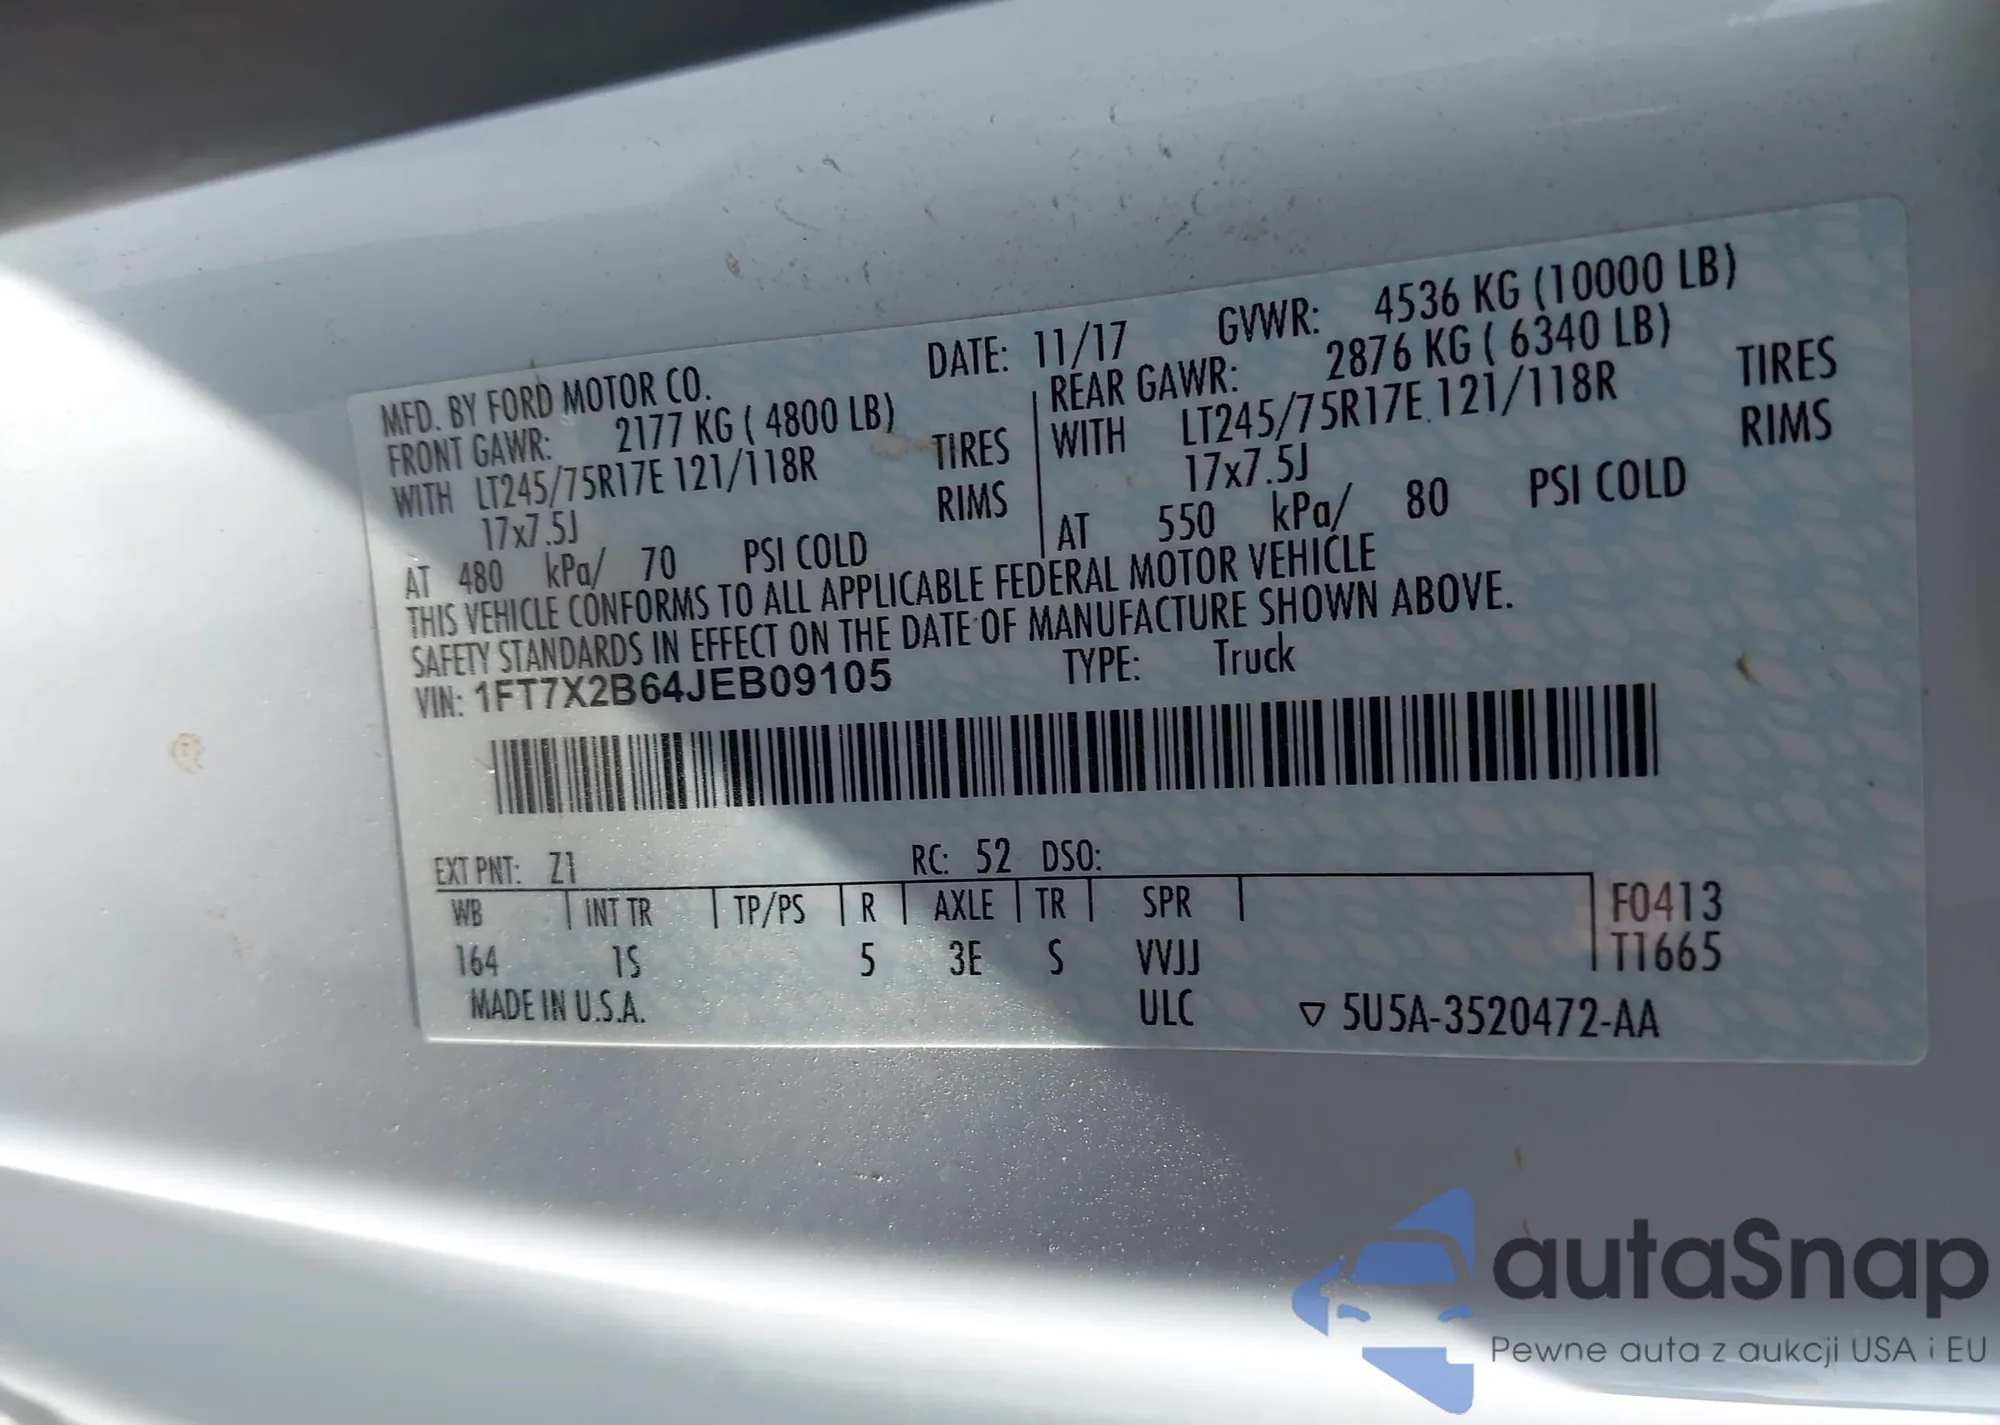 MFD. BY FORD MOTOR CO. DATE: 11/17 GVWR: 4536 KG (10000 LB)
FRONT GAWR: 2177 KG ( 4800 LB) REAR GAWR: 2876 KG ( 6340 LB)
WITH LT245/75R17E 121/118R TIRES WITH LT245/75R17E 121/118R TIRES
17x7.5J RIMS 17x7.5J RIMS
AT 480 kPa/ 70 PSI COLD AT 550 kPa/ 80 PSI COLD
THIS VEHICLE CONFORMS TO ALL APPLICABLE FEDERAL MOTOR VEHICLE
SAFETY STANDARDS IN EFFECT ON THE DATE OF MANUFACTURE SHOWN ABOVE.
VIN: 1FT7X2B64JEB09105 TYPE: Truck
EXT PNT: Z1 RC: 52 DSO:
WB INT TR TP/PS R AXLE TR SPR F0413
164 1S 5 3E S VVJJ T1665
MADE IN U.S.A. ULC ▽ 5U5A-3520472-AA
autaSnap
Pewne auta z aukcji USA i EU